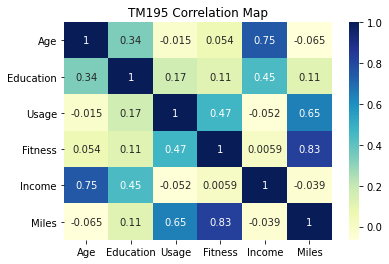 TM195 Correlation Map
Age 1 0.34 -0.015 0.054 0.75 -0.065
Education 0.34 1 0.17 0.11 0.45 0.11
Usage -0.015 0.17 1 0.47 -0.052 0.65
Fitness 0.054 0.11 0.47 1 0.0059 0.83
Income 0.75 0.45 -0.052 0.0059 1 -0.039
Miles -0.065 0.11 0.65 0.83 -0.039 1
Age Education Usage Fitness Income Miles
1.0
0.8
0.6
0.4
0.2
0.0